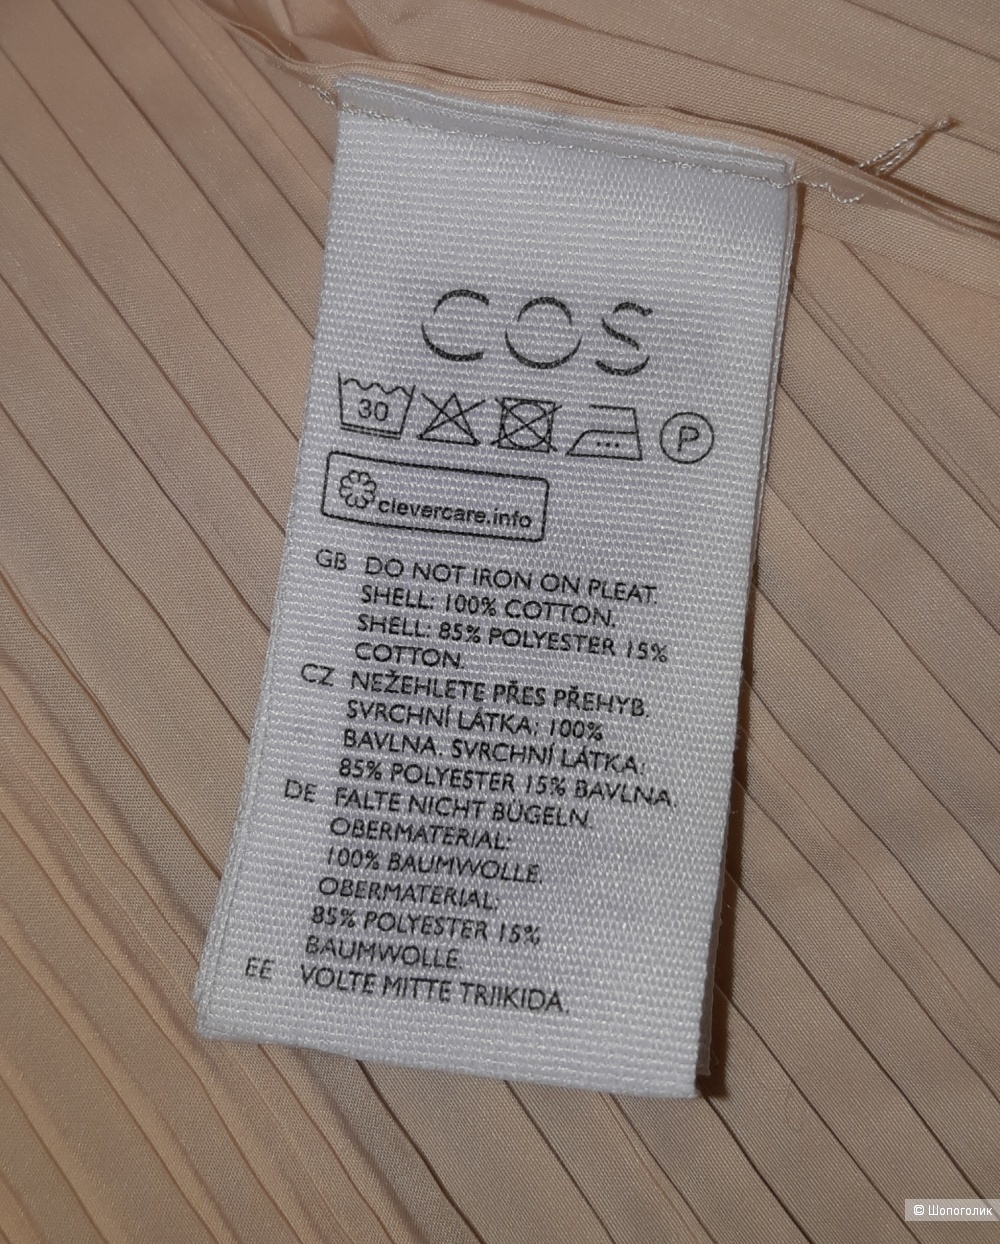 COS
30
P
clevercare.info
GB DO NOT IRON ON PLEAT.
SHELL: 100% COTTON.
SHELL: 85% POLYESTER 15%
COTTON.
CZ NEŽEHLETE PŘES PŘEHYB.
SVRCHNÍ LÁTKA: 100%
BAVLNA. SVRCHNÍ LÁTKA:
85% POLYESTER 15% BAVLNA.
DE FALTE NICHT BÜGELN.
OBERMATERIAL:
100% BAUMWOLLE.
OBERMATERIAL:
85% POLYESTER 15%
BAUMWOLLE.
EE VOLTE MITTE TRIIKIDA.
© Шопоголик